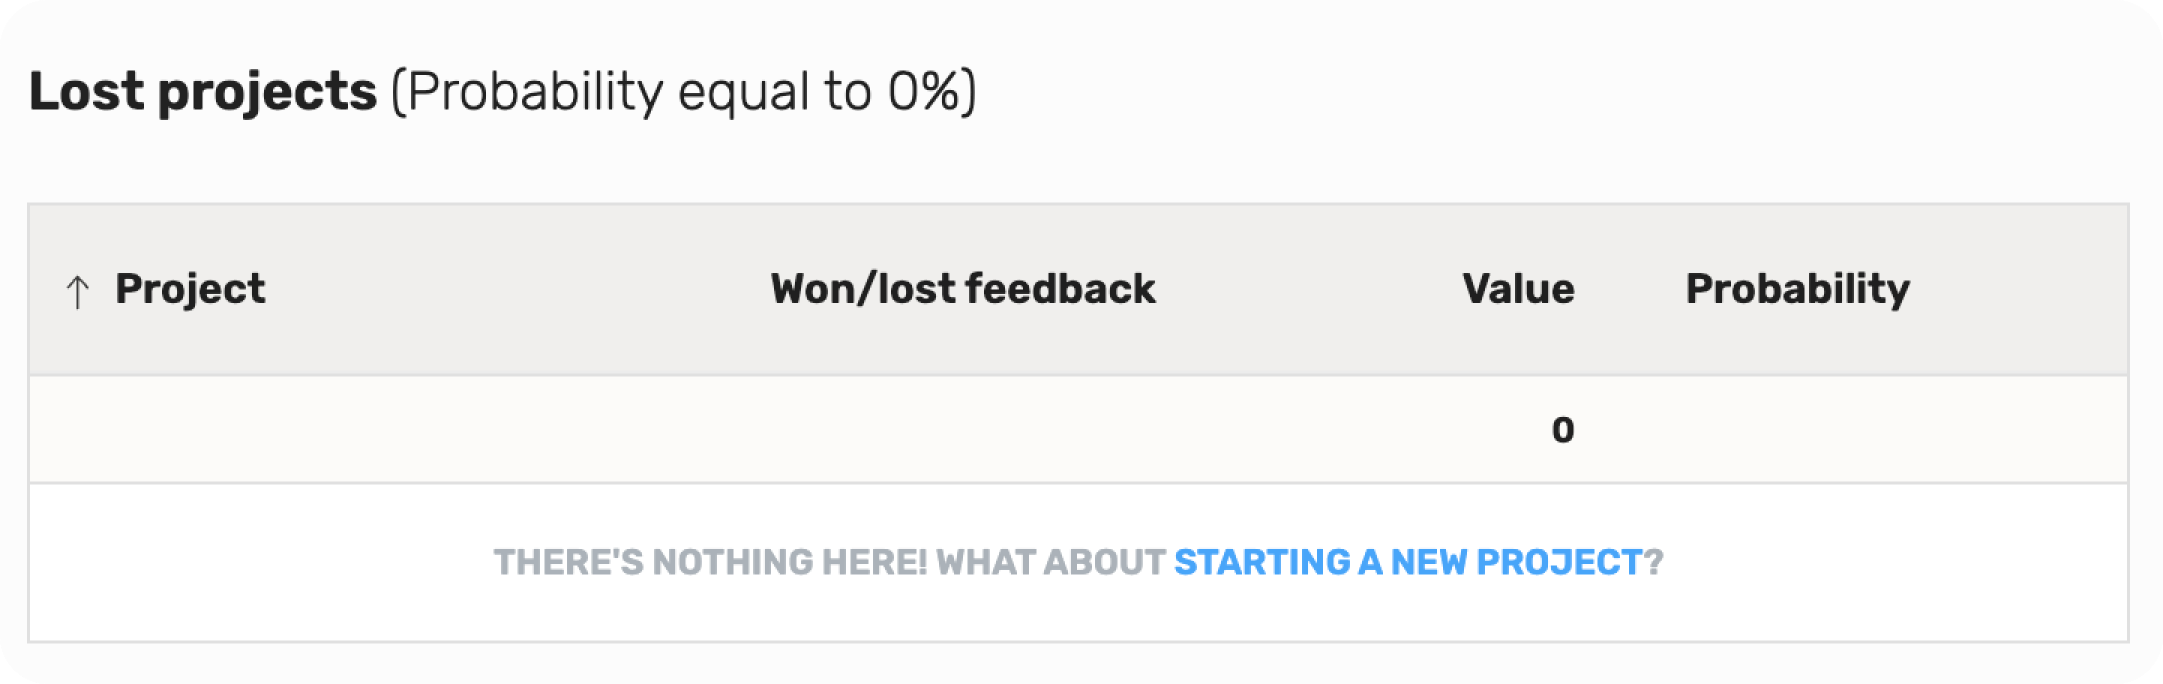 Lost projects (Probability equal to 0%)
↑ Project Won/lost feedback Value Probability
0
THERE'S NOTHING HERE! WHAT ABOUT STARTING A NEW PROJECT?